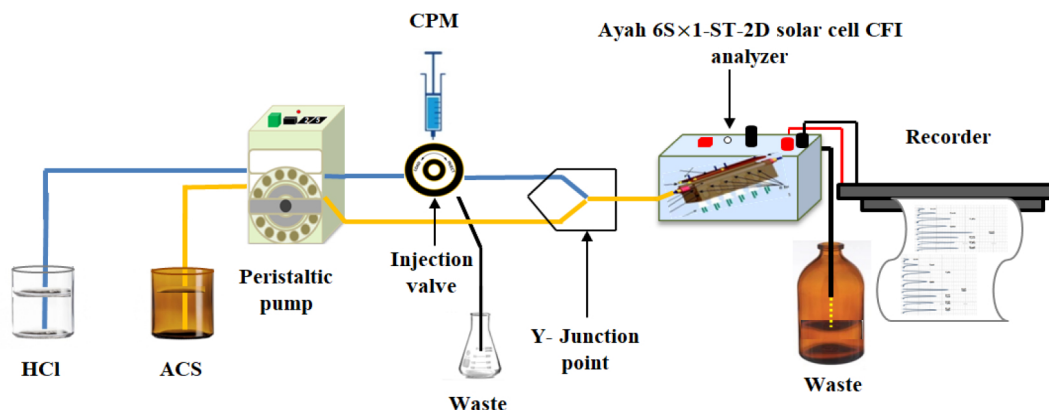 CPM
Ayah 6S×1-ST-2D solar cell CFI
analyzer
Recorder
Peristaltic
pump
Injection
valve
Y- Junction
point
HCl
ACS
Waste
Waste